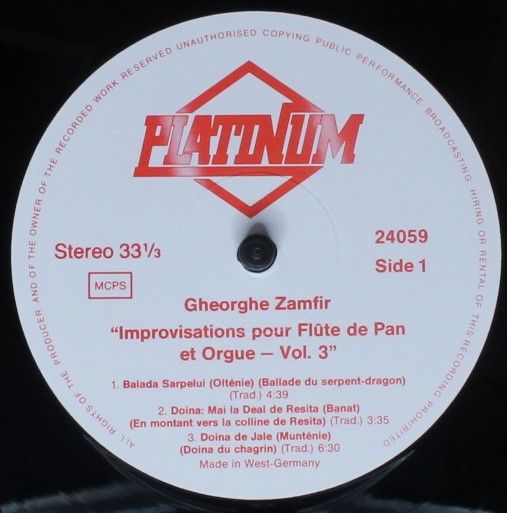 ALL RIGHTS OF THE PRODUCER AND OF THE OWNER OF THE RECORDED WORK RESERVED UNAUTHORISED COPYING PUBLIC PERFORMANCE BROADCASTING HIRING OR RENTAL OF THIS RECORDING PROHIBITED
PLATINUM
Stereo 33 1/3
24059
MCPS
Side 1
Gheorghe Zamfir
“Improvisations pour Flûte de Pan
et Orgue – Vol. 3”
1. Balada Sarpelui (Olténie) (Ballade du serpent-dragon)
(Trad.) 4:39
2. Doina: Mai la Deal de Resita (Banat)
(En montant vers la colline de Resita) (Trad.) 3:35
3. Doina de Jale (Munténie)
(Doina du chagrin) (Trad.) 6:30
Made in West-Germany